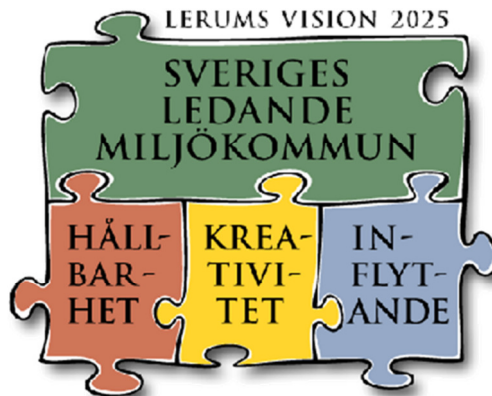 LERUMS VISION 2025
SVERIGES
LEDANDE
MILJÖKOMMUN
HÅLL-
BAR-
HET
KREA-
TIVI-
TET
IN-
FLYT-
ANDE